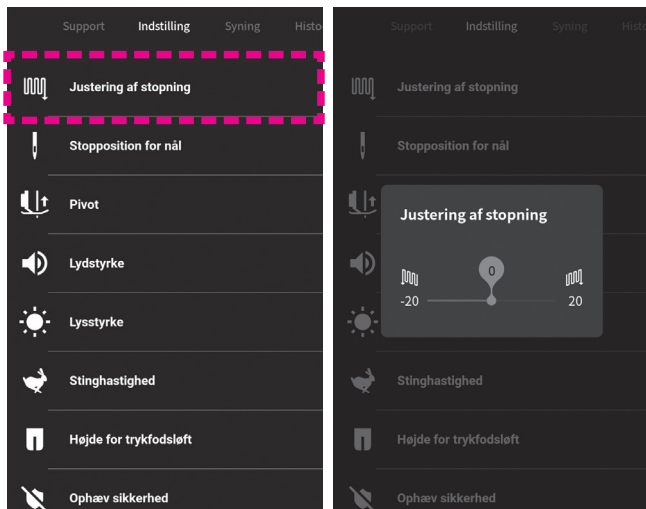 Support Indstilling Syning Histo
Justering af stopning
Stopposition for nål
Pivot
Lydstyrke
Lysstyrke
Stinghastighed
Højde for trykfodsløft
Ophæv sikkerhed
Support Indstilling Syning Histo
Justering af stopning
Stopposition for nål
Justering af stopning
0
-20 20
Stinghastighed
Højde for trykfodsløft
Ophæv sikkerhed